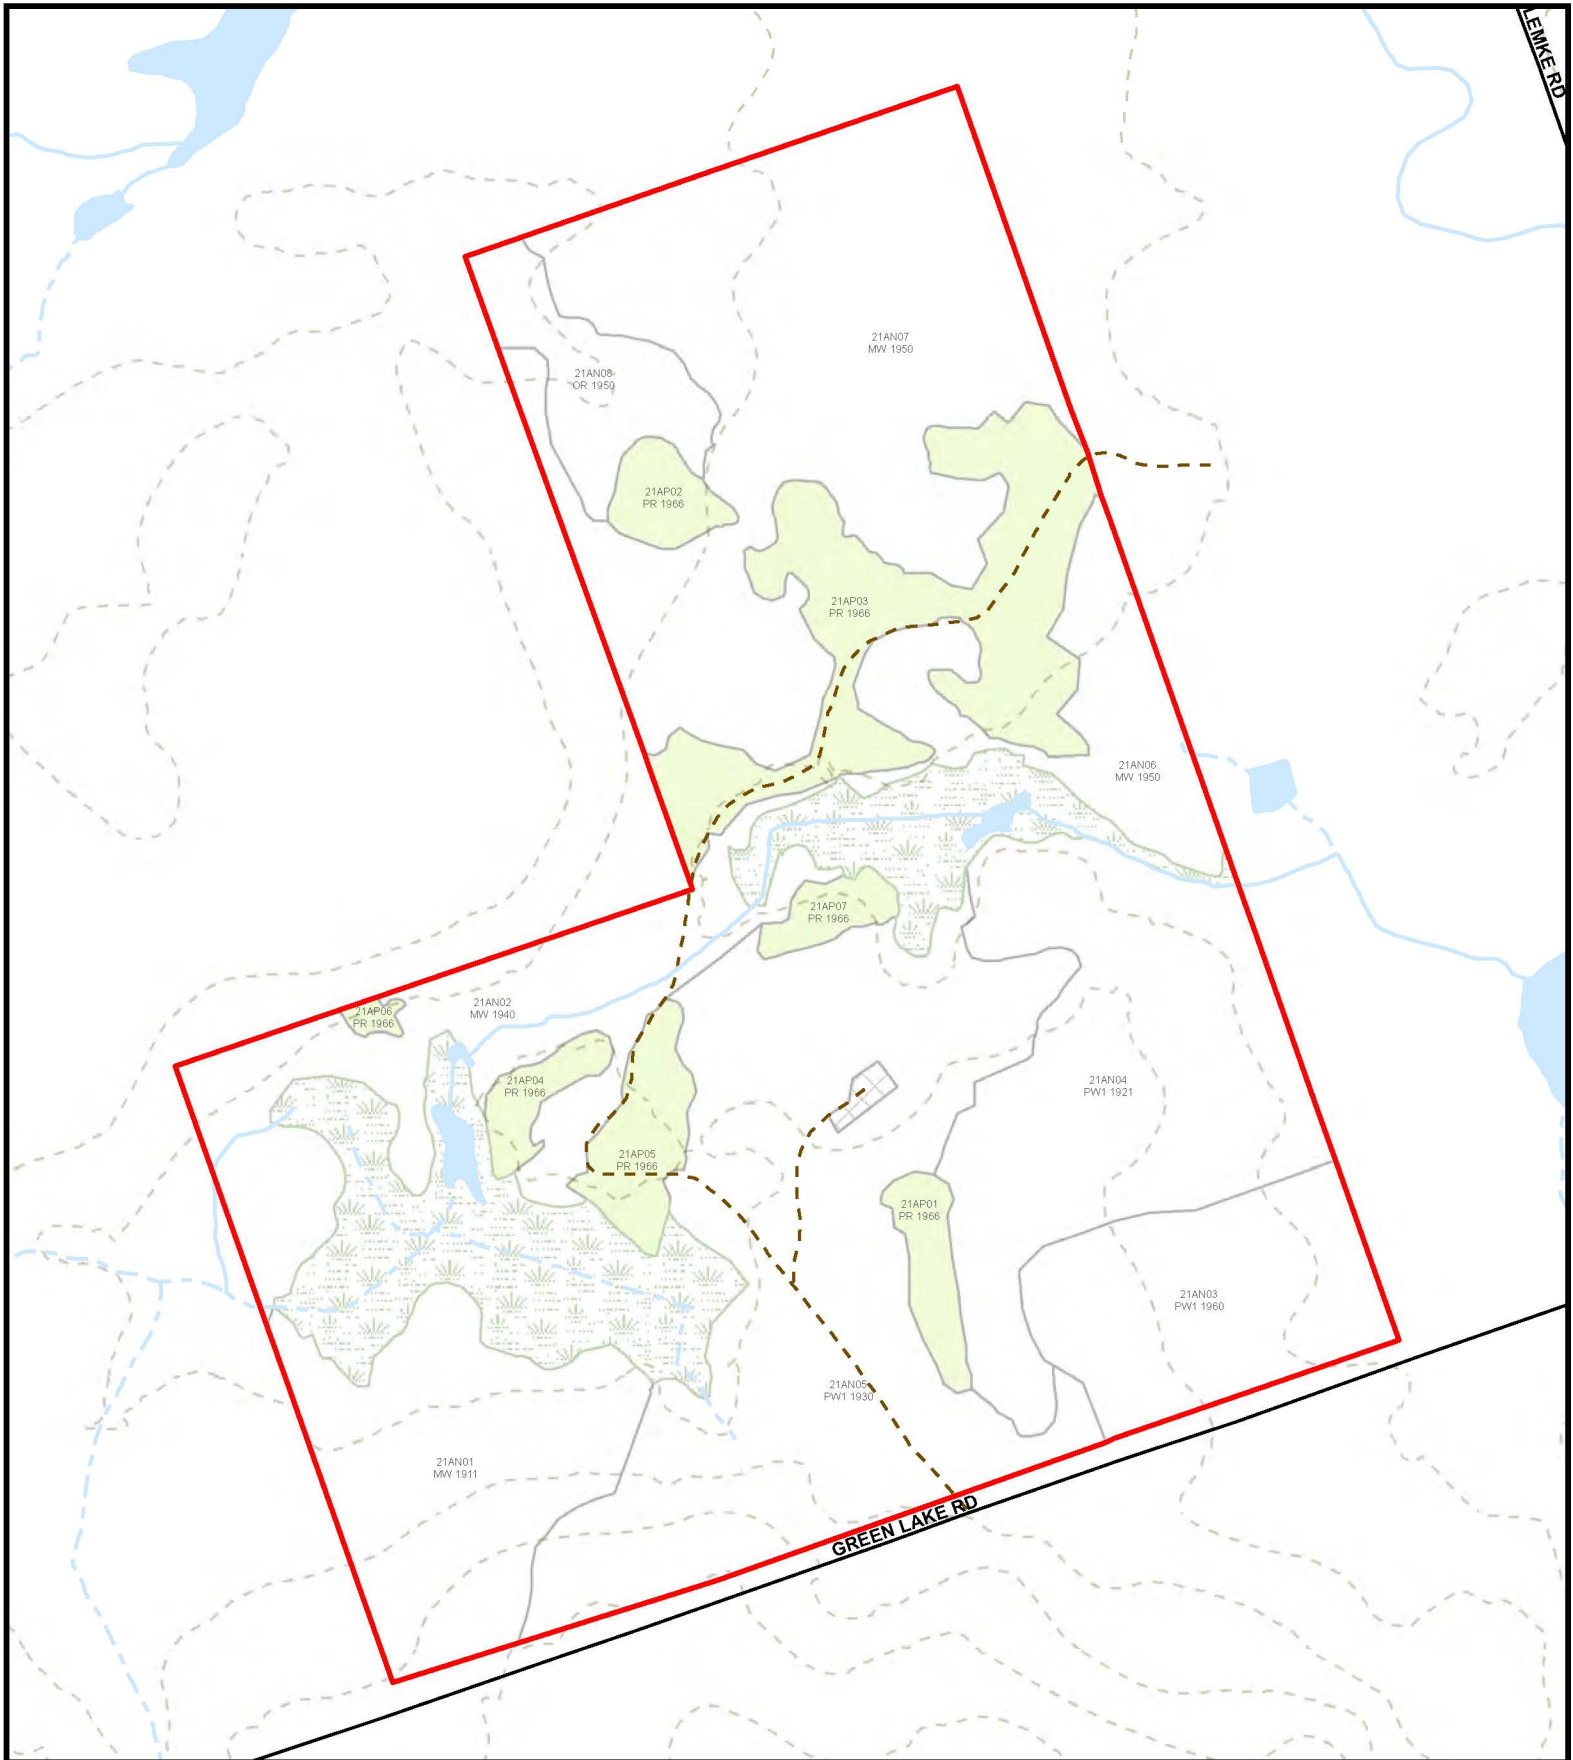 LEMKE RD
21AN07
MW 1950
21AN08
OR 1950
21AP02
PR 1966
21AP03
PR 1966
21AN06
MW 1950
21AP07
PR 1966
21AN02
MW 1940
21AP06
PR 1966
21AP04
PR 1966
21AN04
PW1 1921
21AP05
PR 1966
21AP01
PR 1966
21AN03
PW1 1960
21AN05
PW1 1930
21AN01
MW 1911
GREEN LAKE RD